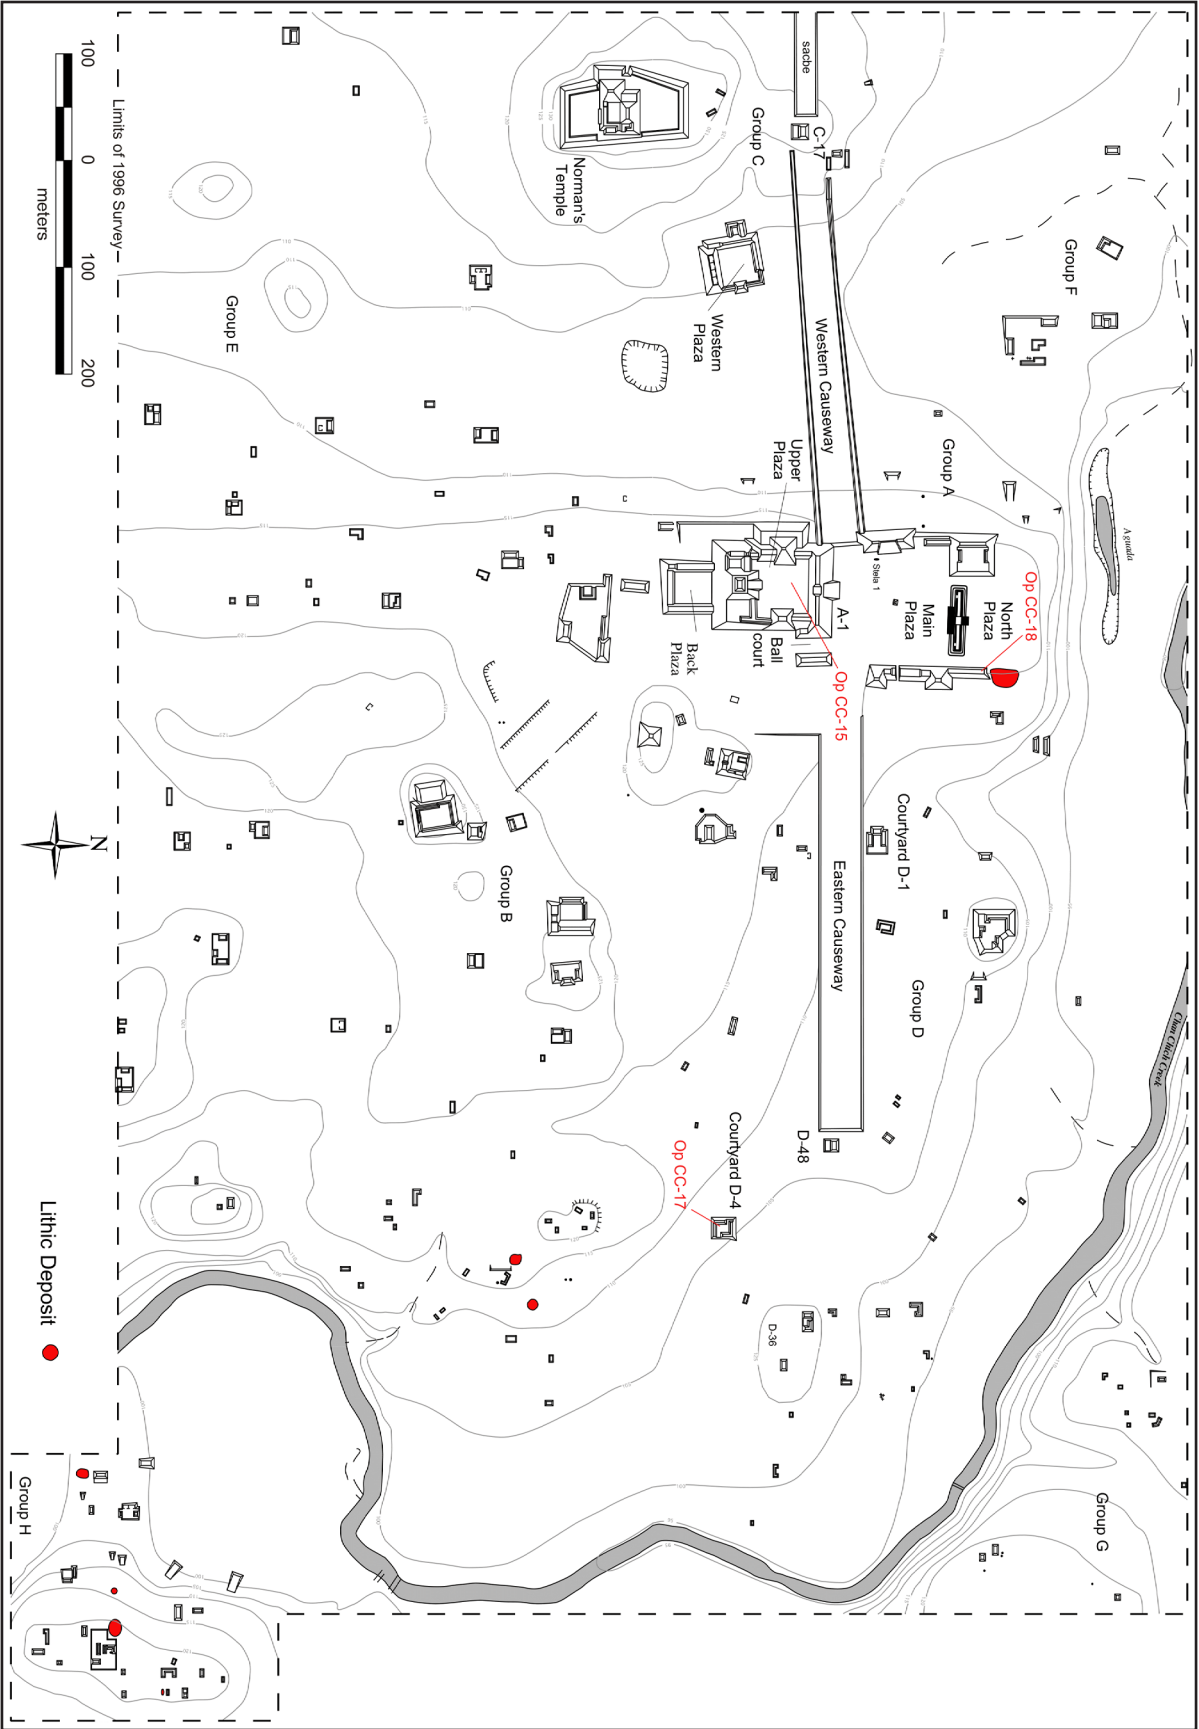 Chan Chich Creek
Aguada
Group G
Group F
Op CC-18
North
Plaza
Group A
Main
Plaza
Stela 1
Group D
Courtyard D-1
A-1
Op CC-15
Eastern Causeway
Western Causeway
C-17
sacbe
D-48
Upper
Plaza
Ball
court
D-36
Group C
Courtyard D-4
Op CC-17
Western
Plaza
Back
Plaza
Norman's
Temple
Group B
Group E
Limits of 1996 Survey
N
100 0 100 200
meters
Lithic Deposit
Group H